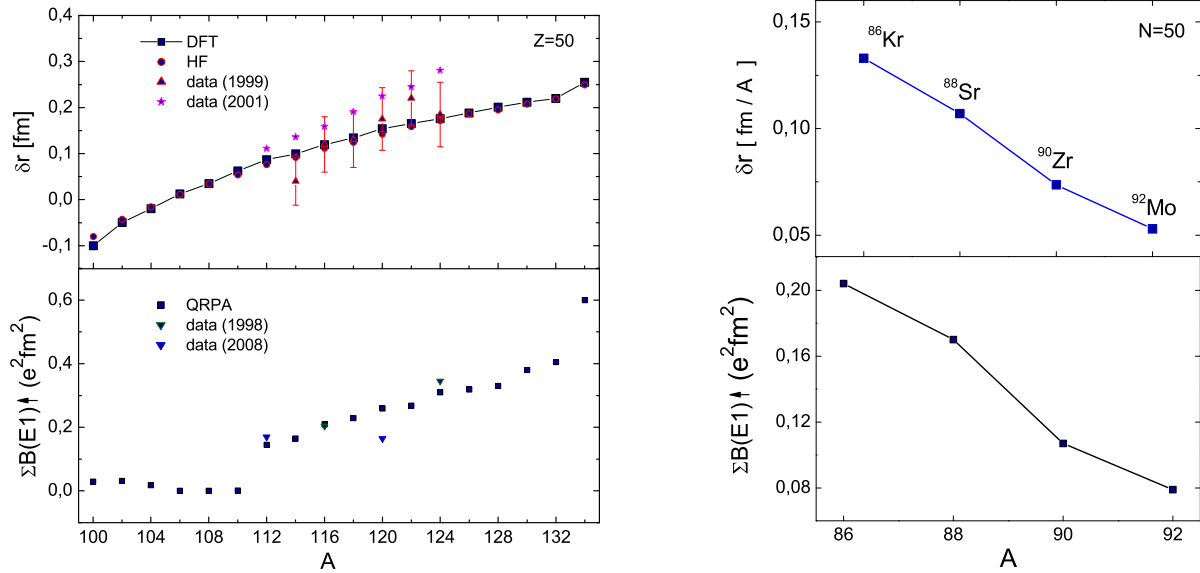 DFT
HF
data (1999)
data (2001)
Z=50
0,4
0,3
0,2
0,1
0,0
-0,1
δr [fm]
QRPA
data (1998)
data (2008)
0,6
0,4
0,2
0,0
ΣB(E1)↑ (e²fm²)
100 104 108 112 116 120 124 128 132
A
N=50
0,15
0,10
0,05
δr [fm / A]
⁸⁶Kr
⁸⁸Sr
⁹⁰Zr
⁹²Mo
0,20
0,16
0,12
0,08
ΣB(E1)↑ (e²fm²)
86 88 90 92
A